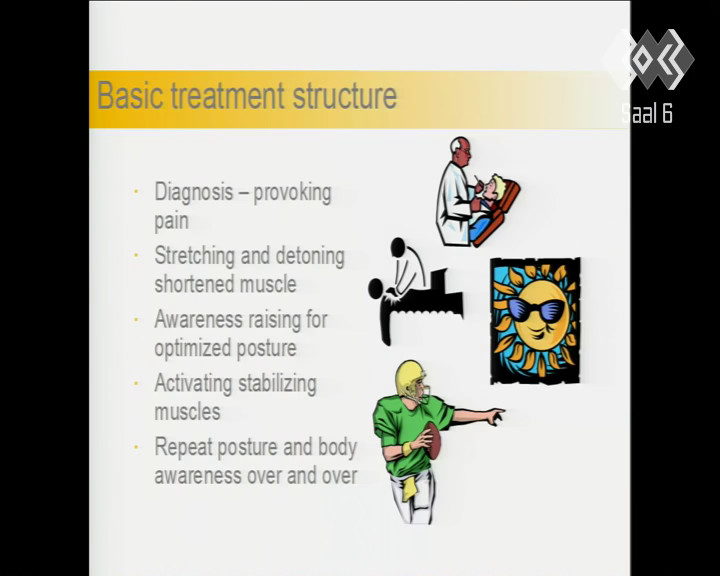 Basic treatment structure
Saal 6
· Diagnosis – provoking
pain
· Stretching and detoning
shortened muscle
· Awareness raising for
optimized posture
· Activating stabilizing
muscles
· Repeat posture and body
awareness over and over